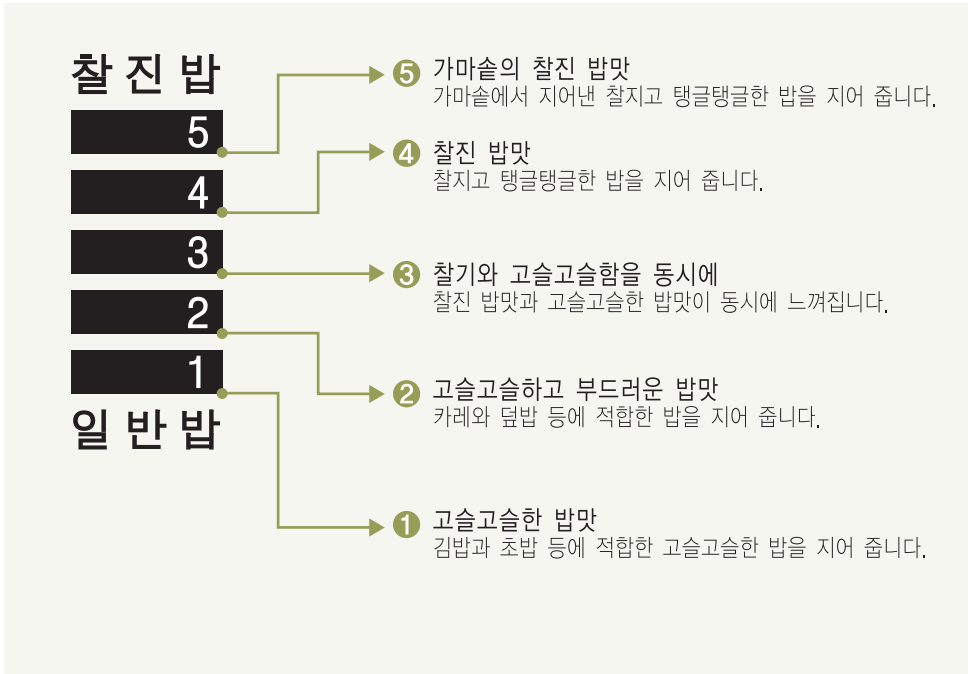 찰진밥
5
4
3
2
1
일반밥
❺ 가마솥의 찰진 밥맛
가마솥에서 지어낸 찰지고 탱글탱글한 밥을 지어 줍니다.
❹ 찰진 밥맛
찰지고 탱글탱글한 밥을 지어 줍니다.
❸ 찰기와 고슬고슬함을 동시에
찰진 밥맛과 고슬고슬한 밥맛이 동시에 느껴집니다.
❷ 고슬고슬하고 부드러운 밥맛
카레와 덮밥 등에 적합한 밥을 지어 줍니다.
❶ 고슬고슬한 밥맛
김밥과 초밥 등에 적합한 고슬고슬한 밥을 지어 줍니다.